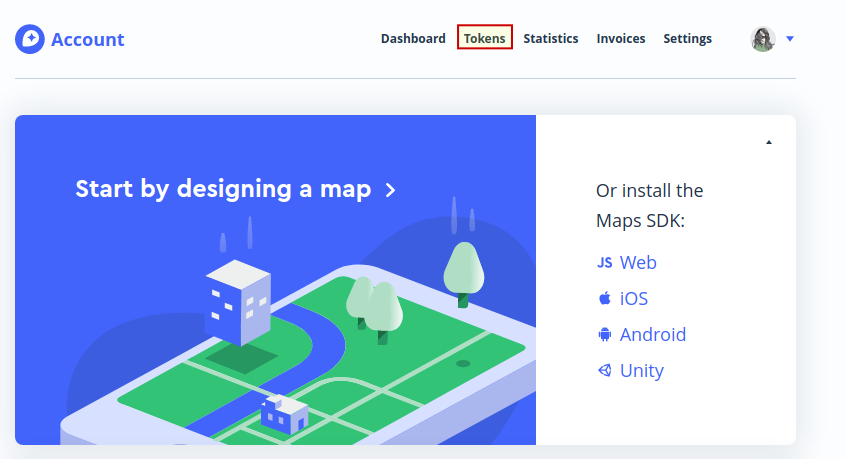 Account
Dashboard Tokens Statistics Invoices Settings
Start by designing a map
Or install the
Maps SDK:
JS Web
iOS
Android
Unity